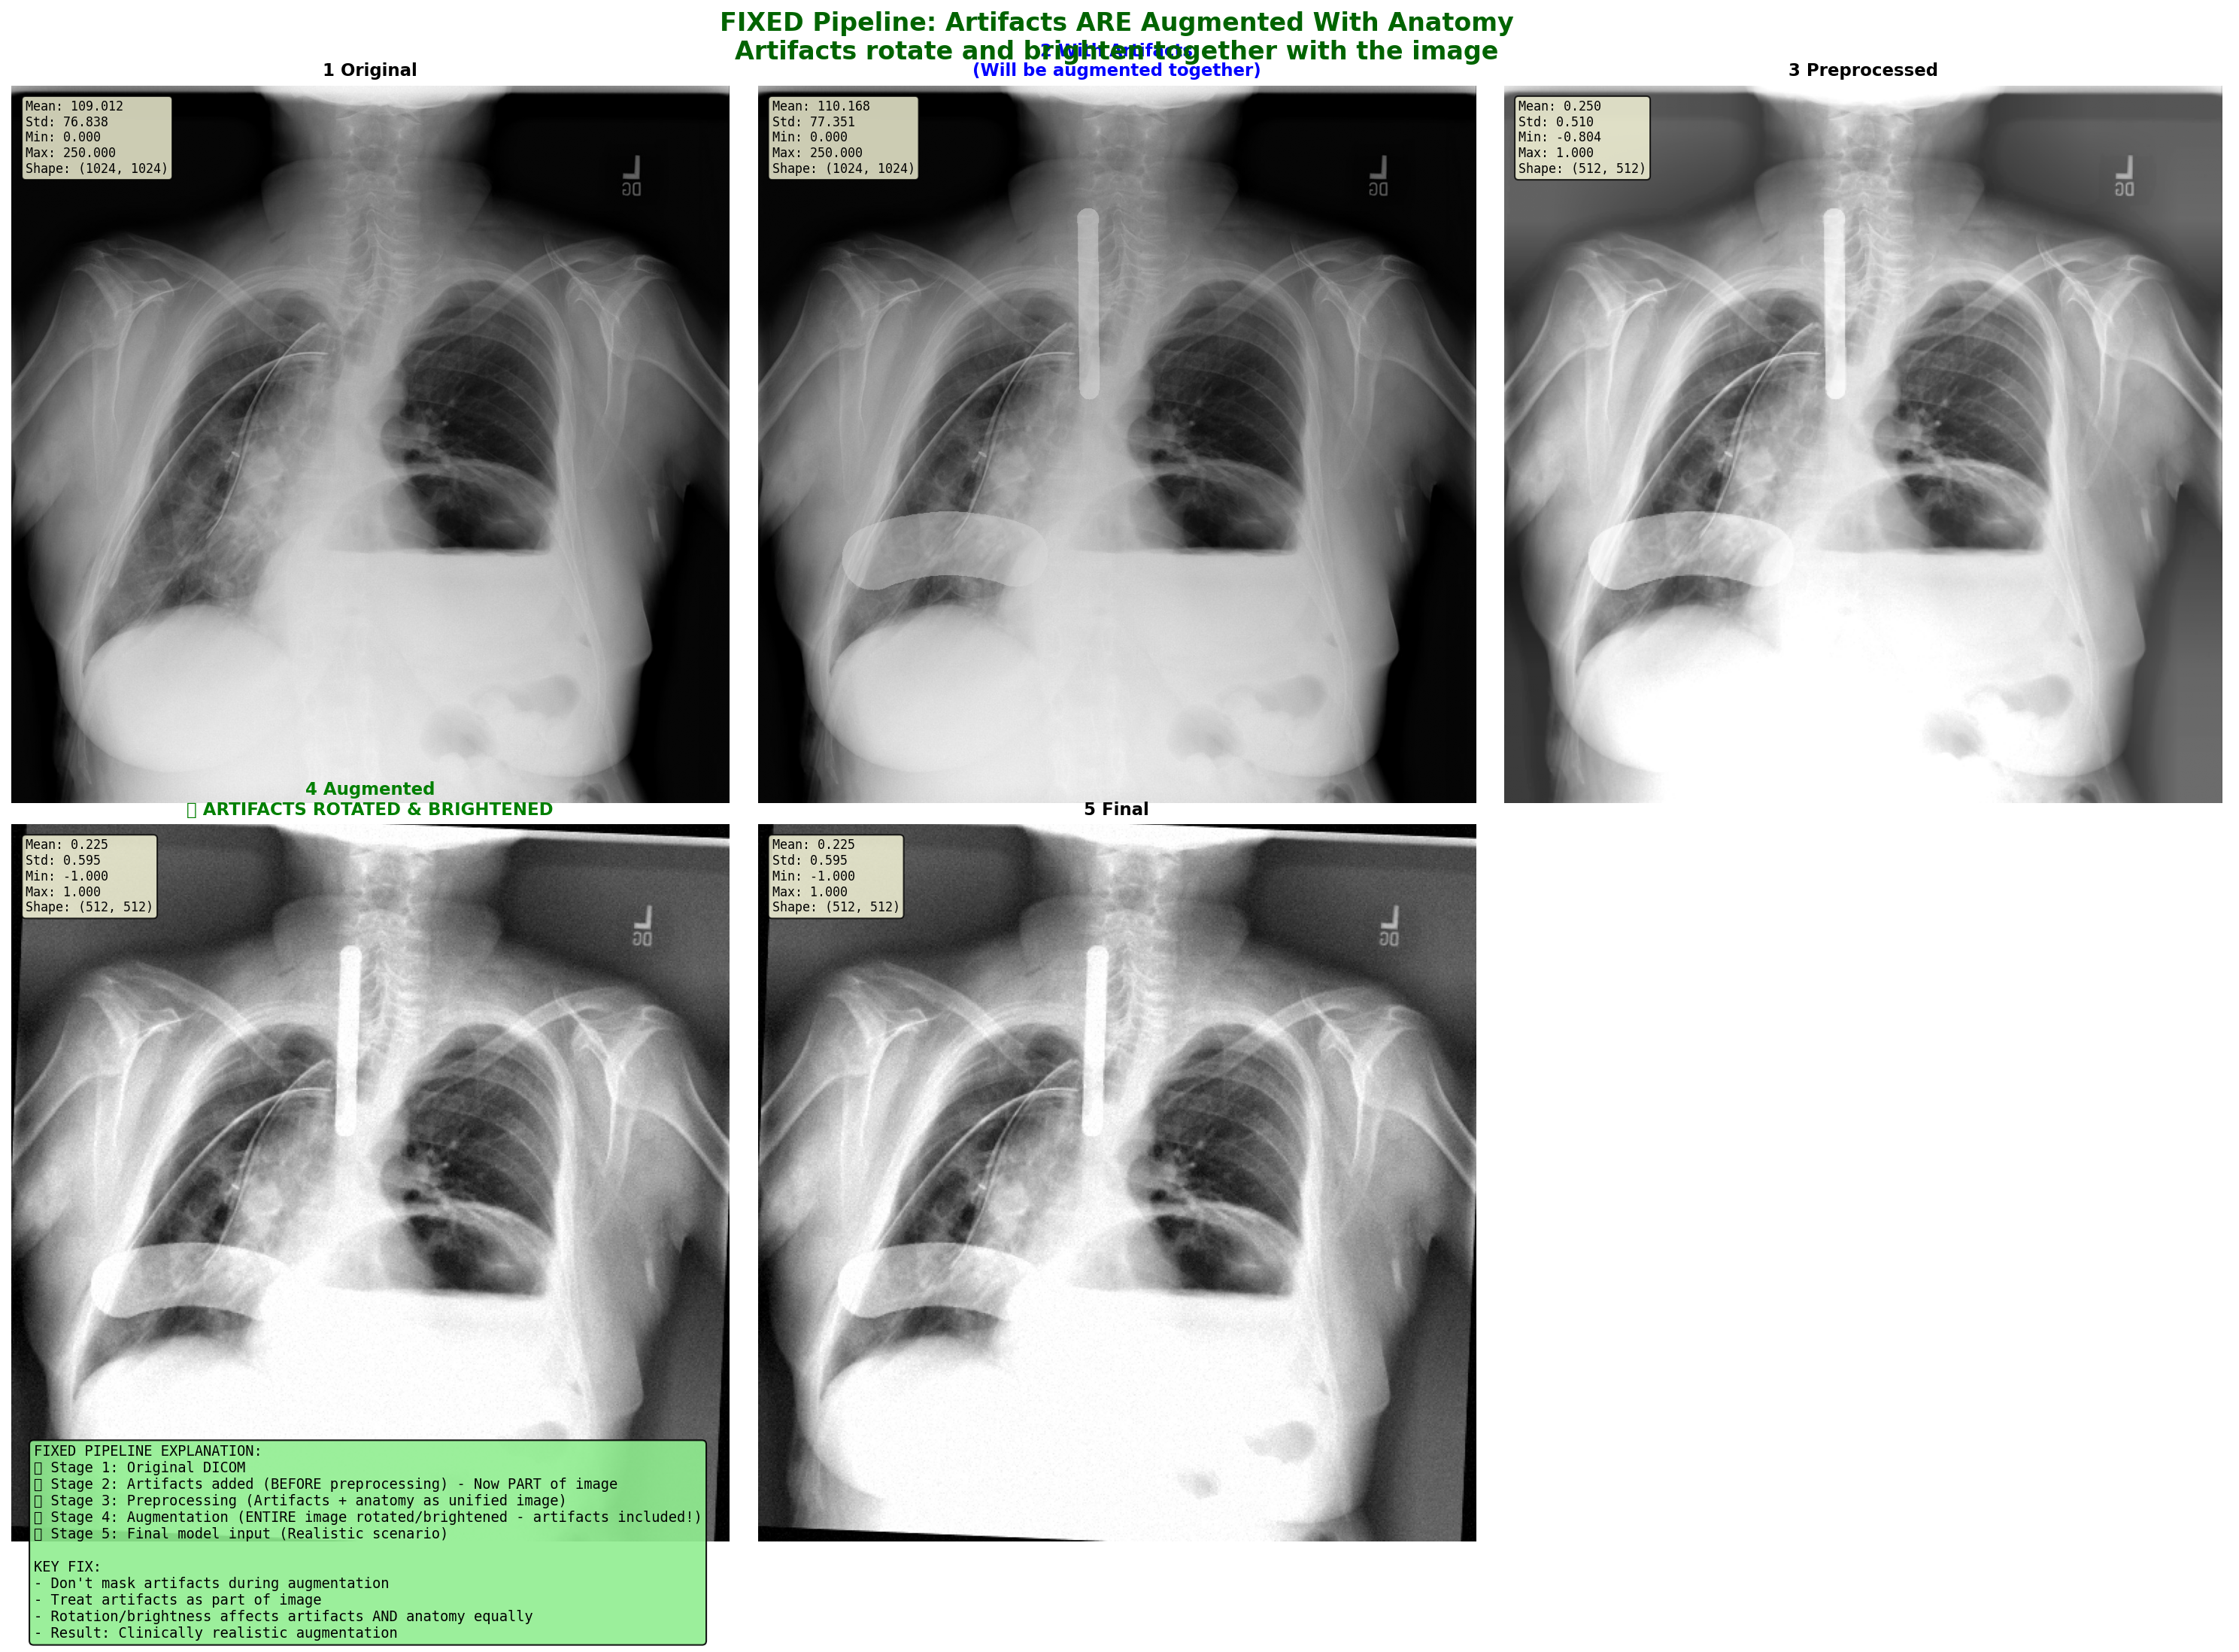 FIXED Pipeline: Artifacts ARE Augmented With Anatomy
Artifacts rotate and brighten together with the image
1 Original
2 With Artifacts
(Will be augmented together)
3 Preprocessed
Mean: 109.012
Std: 76.838
Min: 0.000
Max: 250.000
Shape: (1024, 1024)
L
DG
Mean: 110.168
Std: 77.351
Min: 0.000
Max: 250.000
Shape: (1024, 1024)
L
DG
Mean: 0.250
Std: 0.510
Min: -0.804
Max: 1.000
Shape: (512, 512)
L
DG
4 Augmented
▯ ARTIFACTS ROTATED & BRIGHTENED
5 Final
Mean: 0.225
Std: 0.595
Min: -1.000
Max: 1.000
Shape: (512, 512)
L
DG
Mean: 0.225
Std: 0.595
Min: -1.000
Max: 1.000
Shape: (512, 512)
L
DG
FIXED PIPELINE EXPLANATION:
▯ Stage 1: Original DICOM
▯ Stage 2: Artifacts added (BEFORE preprocessing) - Now PART of image
▯ Stage 3: Preprocessing (Artifacts + anatomy as unified image)
▯ Stage 4: Augmentation (ENTIRE image rotated/brightened - artifacts included!)
▯ Stage 5: Final model input (Realistic scenario)
KEY FIX:
- Don't mask artifacts during augmentation
- Treat artifacts as part of image
- Rotation/brightness affects artifacts AND anatomy equally
- Result: Clinically realistic augmentation